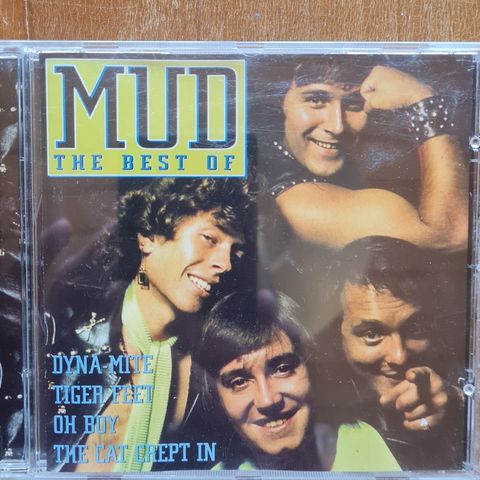 MUD
THE BEST OF
DYNA-MITE
TIGER FEET
OH BOY
THE CAT CREPT IN